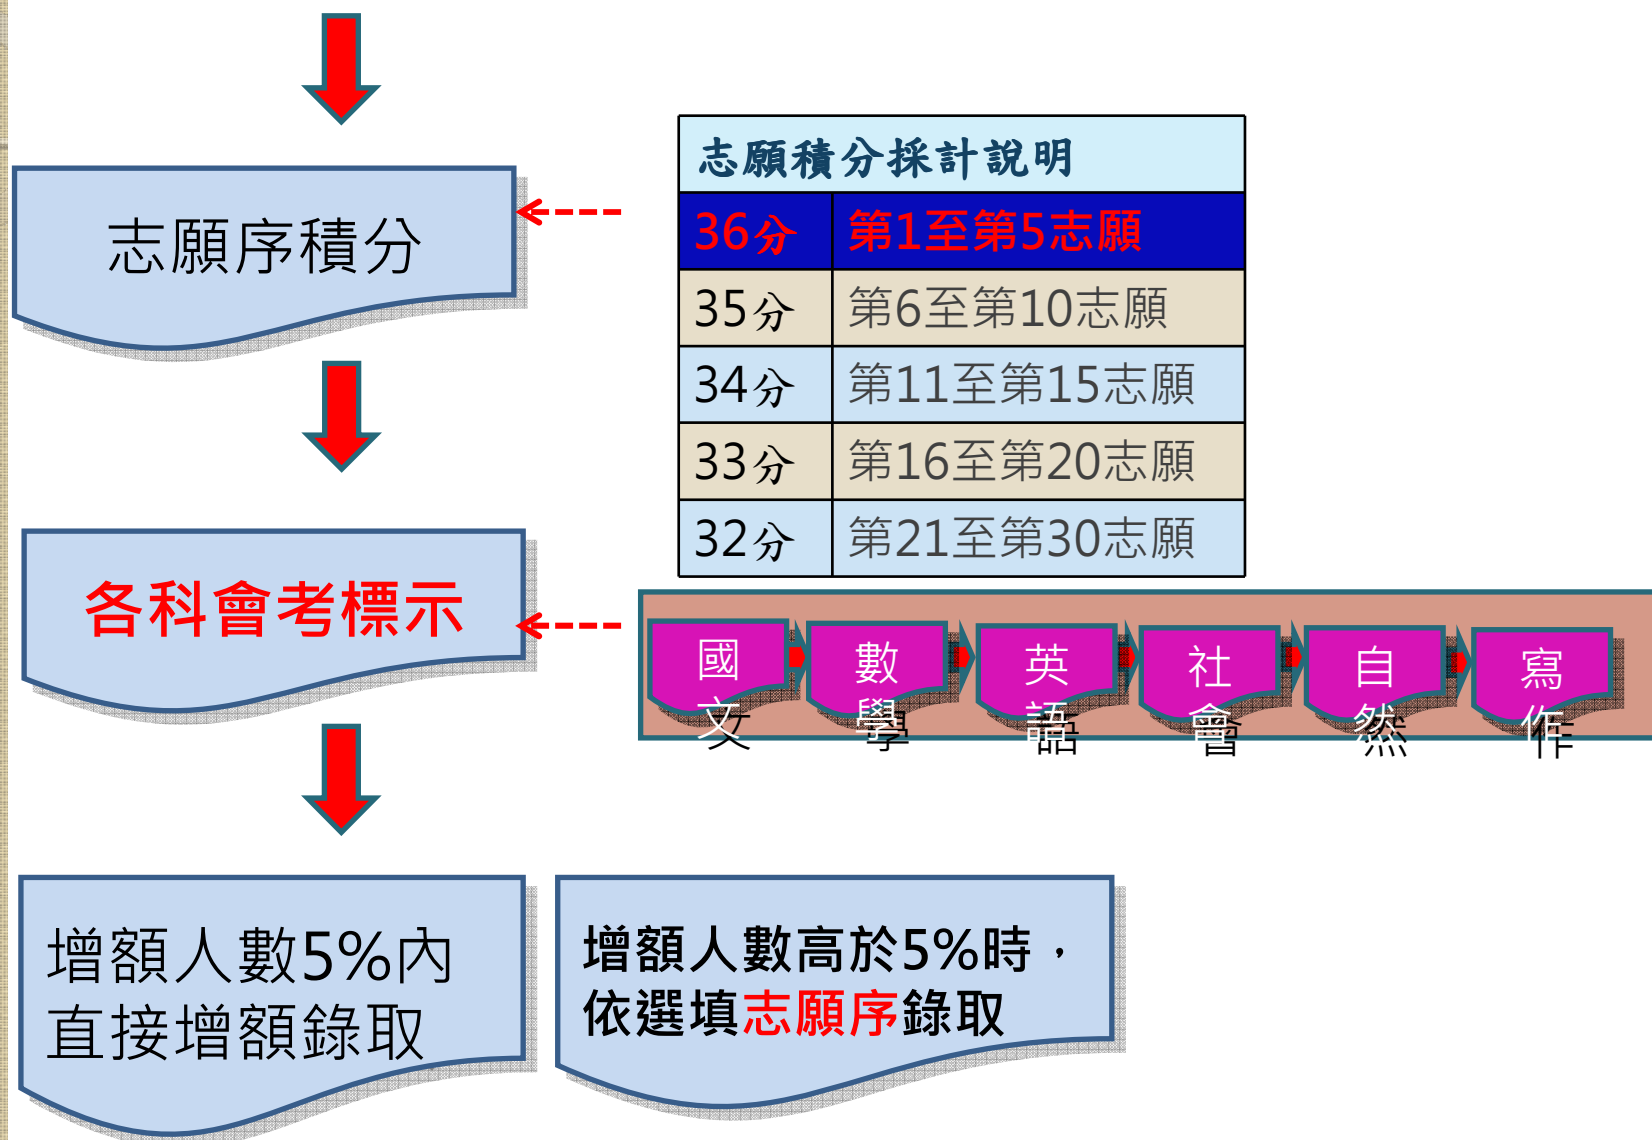 志願序積分
志願積分採計說明
36分 第1至第5志願
35分 第6至第10志願
34分 第11至第15志願
33分 第16至第20志願
32分 第21至第30志願
各科會考標示
國文
數學
英語
社會
自然
寫作
增額人數5%內
直接增額錄取
增額人數高於5%時，
依選填志願序錄取